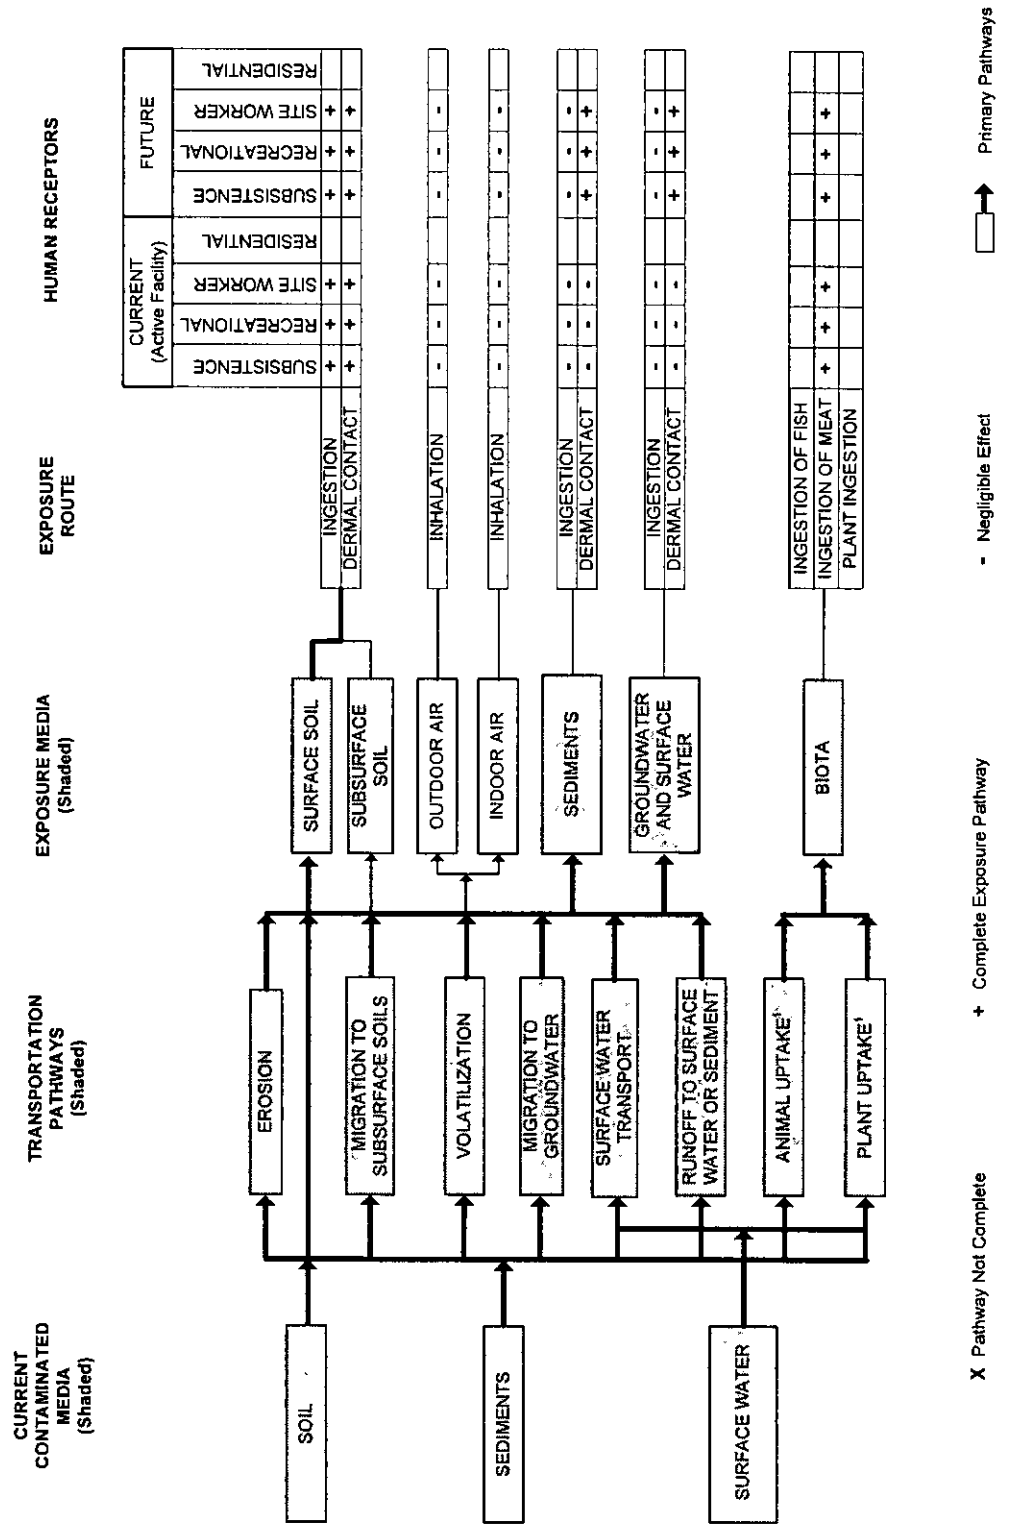 CURRENT
CONTAMINATED
MEDIA
(Shaded)
TRANSPORTATION
PATHWAYS
(Shaded)
EXPOSURE MEDIA
(Shaded)
EXPOSURE
ROUTE
HUMAN RECEPTORS
CURRENT
(Active Facility)
FUTURE
SUBSISTENCE
RECREATIONAL
SITE WORKER
RESIDENTIAL
SUBSISTENCE
RECREATIONAL
SITE WORKER
RESIDENTIAL
SOIL
SEDIMENTS
SURFACE WATER
EROSION
MIGRATION TO
SUBSURFACE SOILS
VOLATILIZATION
MIGRATION TO
GROUNDWATER
SURFACE WATER
TRANSPORT
RUNOFF TO SURFACE
WATER OR SEDIMENT
ANIMAL UPTAKE¹
PLANT UPTAKE¹
SURFACE SOIL
SUBSURFACE
SOIL
OUTDOOR AIR
INDOOR AIR
SEDIMENTS
GROUNDWATER
AND SURFACE
WATER
BIOTA
INGESTION + + + + + +
DERMAL CONTACT + + + + + +
INHALATION - - - - - -
INHALATION - - - - - -
INGESTION - - - - - -
DERMAL CONTACT - - - + + +
INGESTION - - - - - -
DERMAL CONTACT - - - + + +
INGESTION OF FISH
INGESTION OF MEAT + + + + + +
PLANT INGESTION
X Pathway Not Complete
+ Complete Exposure Pathway
- Negligible Effect
Primary Pathways